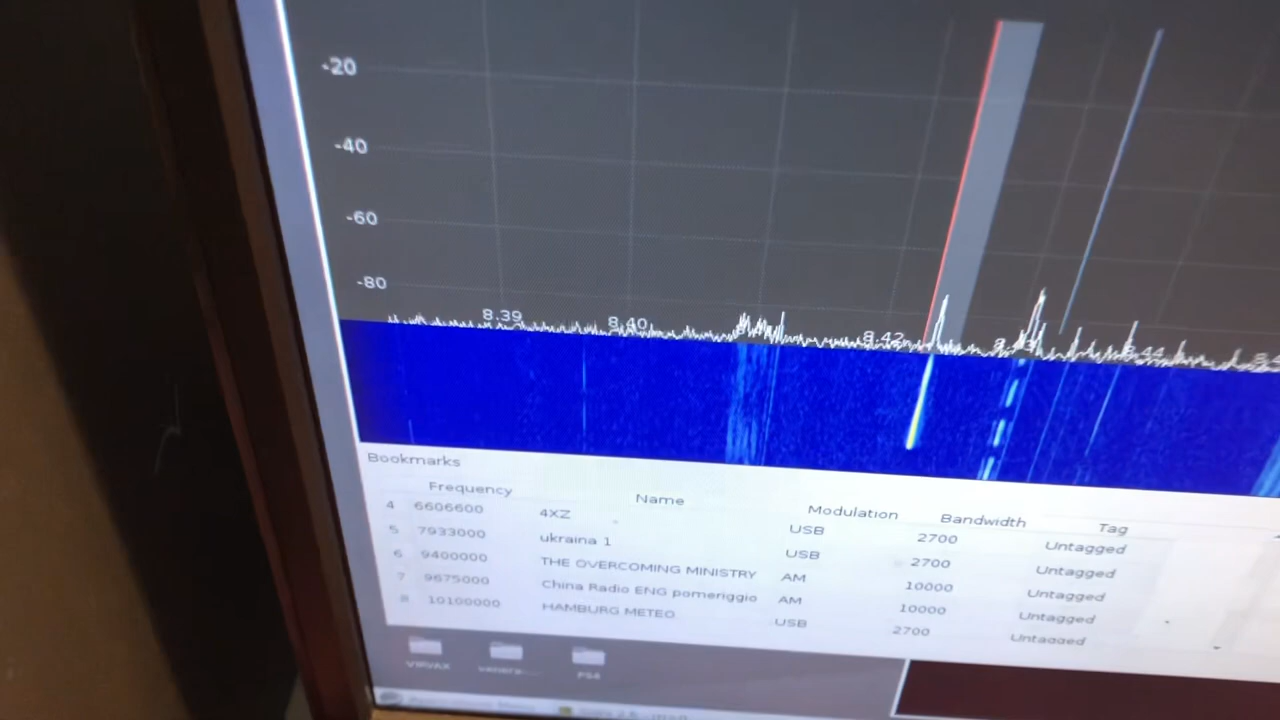 -20
-40
-60
-80
8.39
8.40
8.42
8.44
Bookmarks
Frequency Name Modulation Bandwidth Tag
4 6606600 4XZ USB 2700 Untagged
5 7933000 ukraina 1 USB 2700 Untagged
6 9400000 THE OVERCOMING MINISTRY AM 10000 Untagged
7 9675000 China Radio ENG pomeriggio AM 10000 Untagged
8 10100000 HAMBURG METEO USB 2700 Untagged